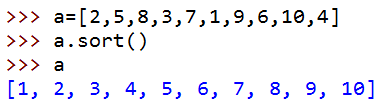 >>> a=[2,5,8,3,7,1,9,6,10,4]
>>> a.sort()
>>> a
[1, 2, 3, 4, 5, 6, 7, 8, 9, 10]